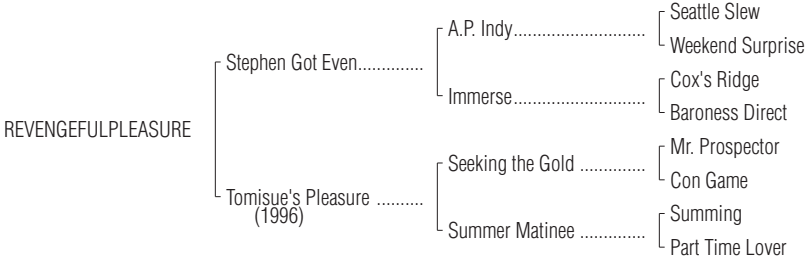 Seattle Slew
A.P. Indy..............................
Weekend Surprise
Stephen Got Even..............
Cox's Ridge
Immerse..............................
Baroness Direct
REVENGEFULPLEASURE
Mr. Prospector
Seeking the Gold ...............
Con Game
Tomisue's Pleasure ..........
(1996)
Summing
Summer Matinee ..............
Part Time Lover